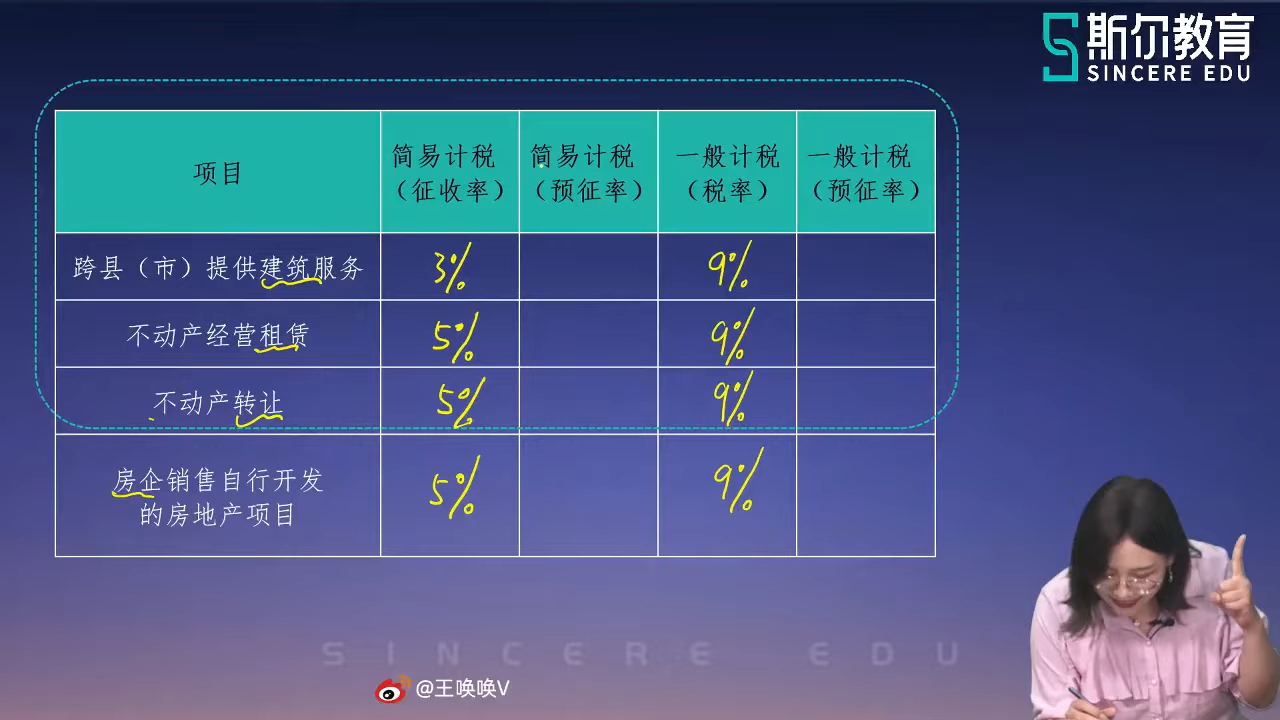 斯尔教育
SINCERE EDU
项目
简易计税
（征收率）
简易计税
（预征率）
一般计税
（税率）
一般计税
（预征率）
跨县（市）提供建筑服务
3%
9%
不动产经营租赁
5%
9%
不动产转让
5%
9%
房企销售自行开发
的房地产项目
5%
9%
SINCERE EDU
@王唤唤V